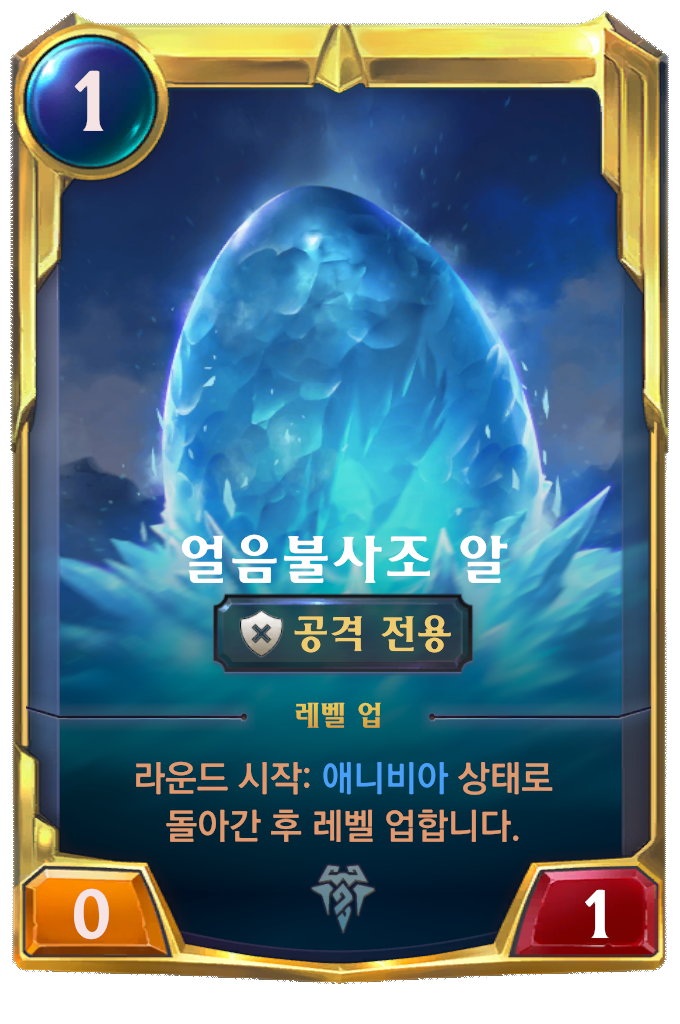 1
얼음불사조 알
공격 전용
레벨 업
라운드 시작: 애니비아 상태로
돌아간 후 레벨 업합니다.
0
1